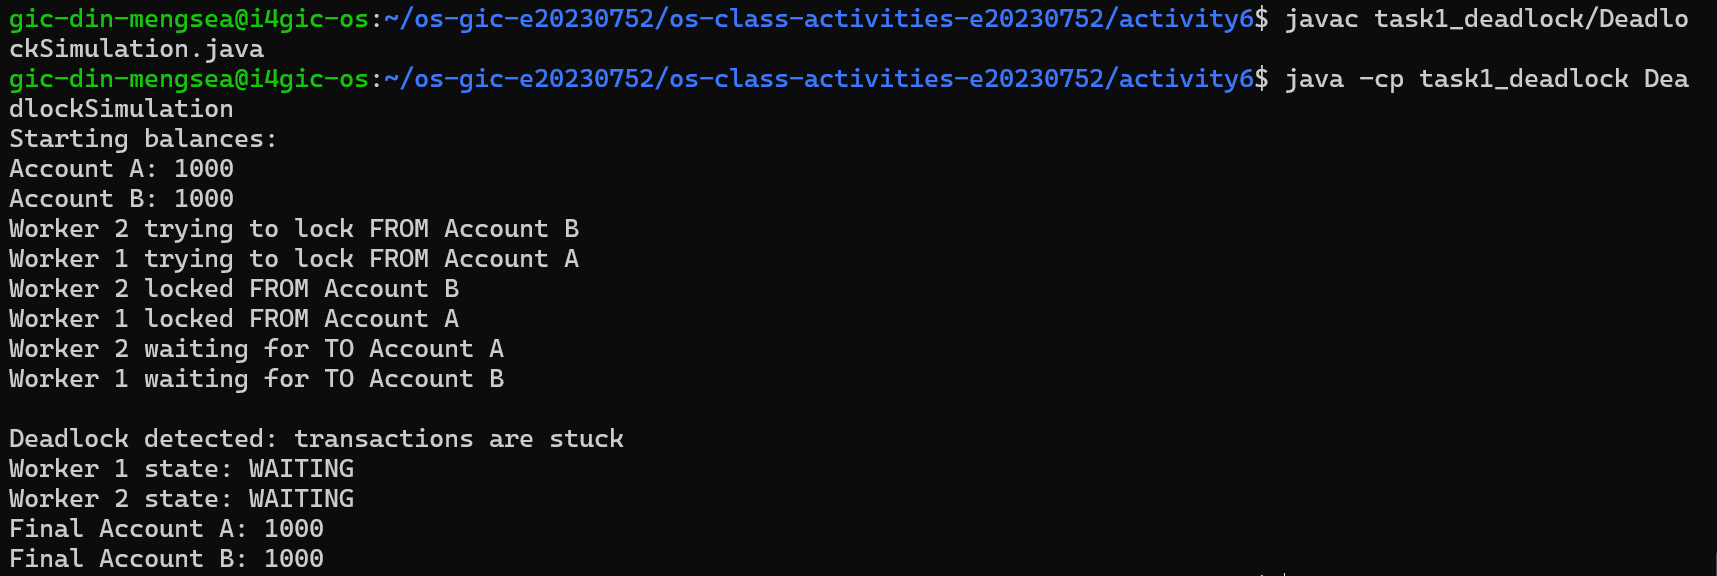 gic-din-mengsea@i4gic-os:~/os-gic-e20230752/os-class-activities-e20230752/activity6$ javac task1_deadlock/Deadlo
ckSimulation.java
gic-din-mengsea@i4gic-os:~/os-gic-e20230752/os-class-activities-e20230752/activity6$ java -cp task1_deadlock Dea
dlockSimulation
Starting balances:
Account A: 1000
Account B: 1000
Worker 2 trying to lock FROM Account B
Worker 1 trying to lock FROM Account A
Worker 2 locked FROM Account B
Worker 1 locked FROM Account A
Worker 2 waiting for TO Account A
Worker 1 waiting for TO Account B
Deadlock detected: transactions are stuck
Worker 1 state: WAITING
Worker 2 state: WAITING
Final Account A: 1000
Final Account B: 1000